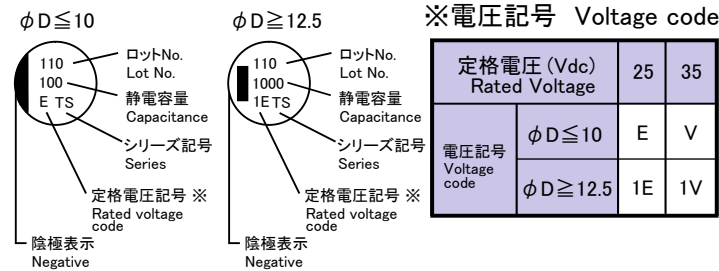 φD≦10
110
100
E TS
ロットNo.
Lot No.
静電容量
Capacitance
シリーズ記号
Series
定格電圧記号 ※
Rated voltage
code
陰極表示
Negative
φD≧12.5
110
1000
1E TS
ロットNo.
Lot No.
静電容量
Capacitance
シリーズ記号
Series
定格電圧記号 ※
Rated voltage
code
陰極表示
Negative
※電圧記号 Voltage code
定格電圧 (Vdc) 25 35
Rated Voltage
電圧記号
Voltage
code
φD≦10 E V
φD≧12.5 1E 1V